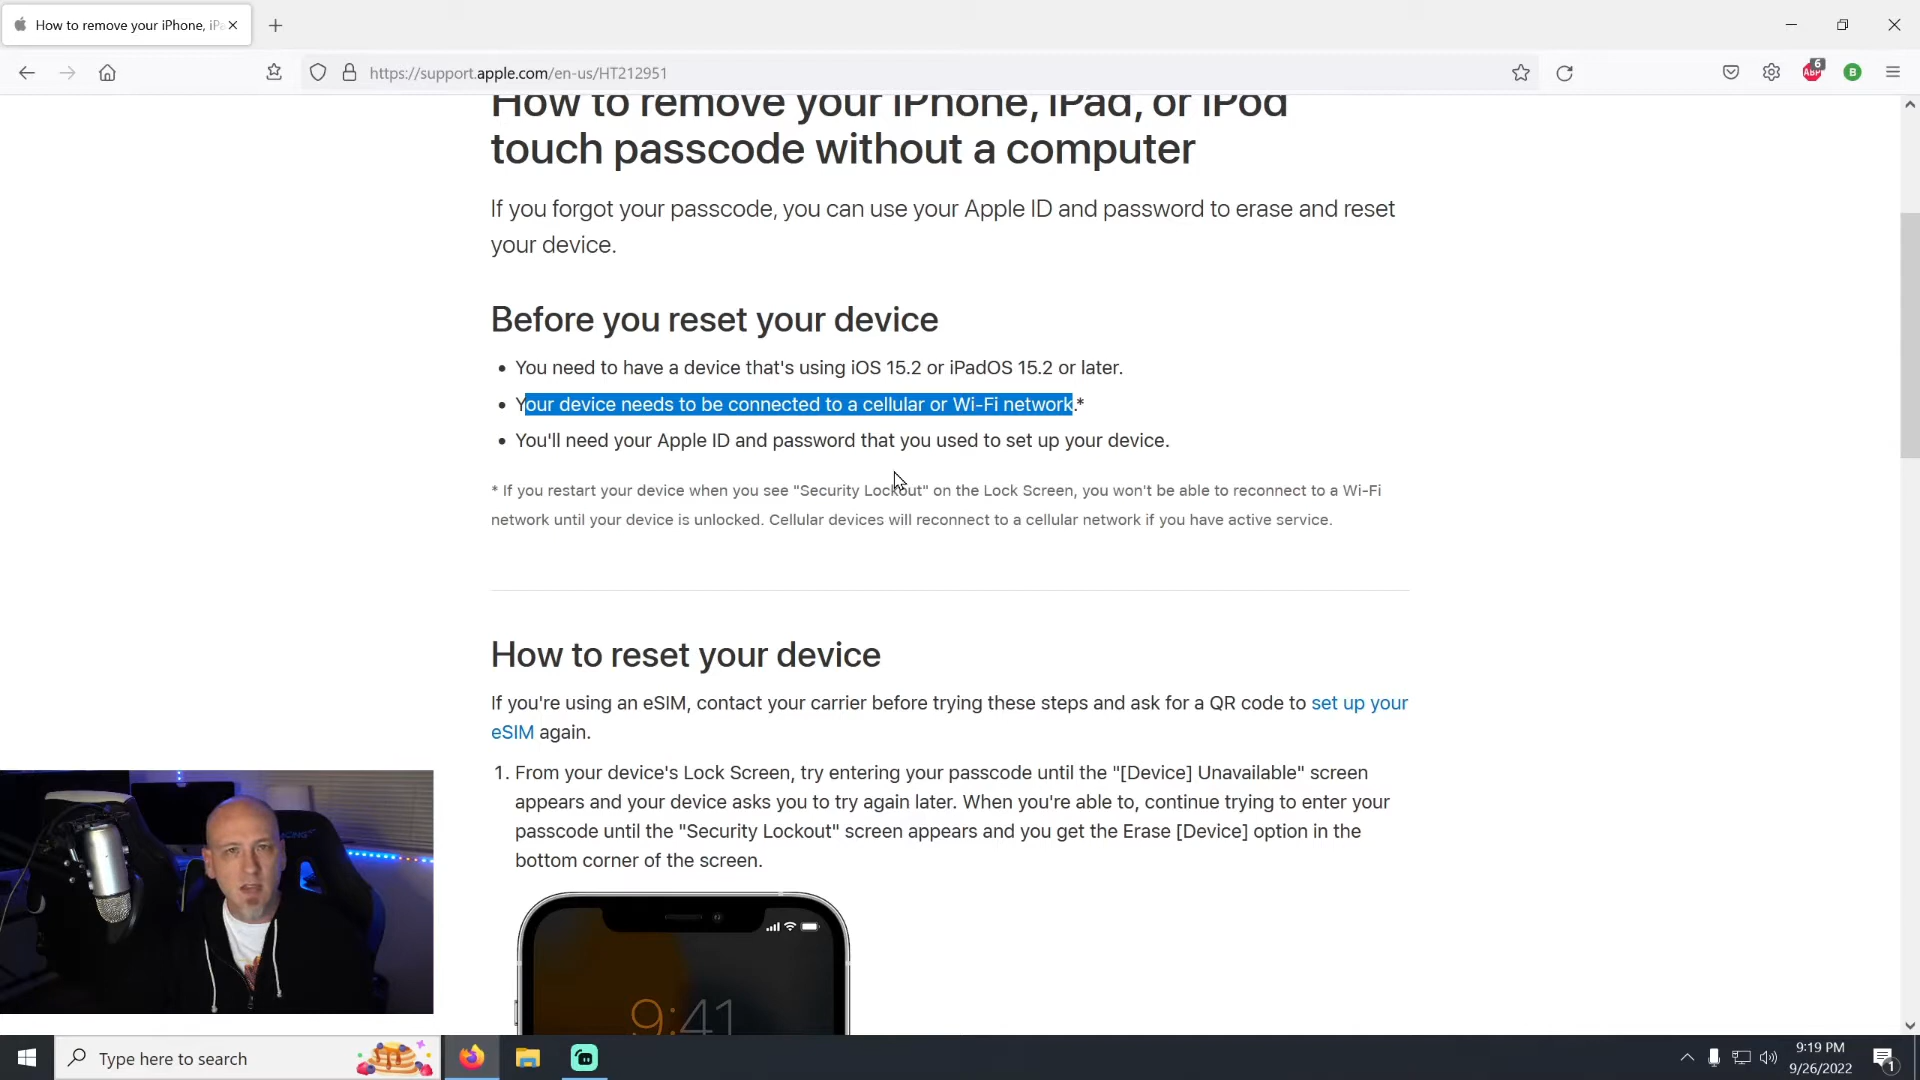 How to remove your iPhone, iPa
https://support.apple.com/en-us/HT212951
6
ABP
B
How to remove your iPhone, iPad, or iPod
touch passcode without a computer
If you forgot your passcode, you can use your Apple ID and password to erase and reset
your device.
Before you reset your device
• You need to have a device that's using iOS 15.2 or iPadOS 15.2 or later.
• Your device needs to be connected to a cellular or Wi-Fi network.*
• You'll need your Apple ID and password that you used to set up your device.
* If you restart your device when you see "Security Lockout" on the Lock Screen, you won't be able to reconnect to a Wi-Fi
network until your device is unlocked. Cellular devices will reconnect to a cellular network if you have active service.
How to reset your device
If you're using an eSIM, contact your carrier before trying these steps and ask for a QR code to set up your
eSIM again.
1. From your device's Lock Screen, try entering your passcode until the "[Device] Unavailable" screen
appears and your device asks you to try again later. When you're able to, continue trying to enter your
passcode until the "Security Lockout" screen appears and you get the Erase [Device] option in the
bottom corner of the screen.
9:41
Type here to search
9:19 PM
9/26/2022
1